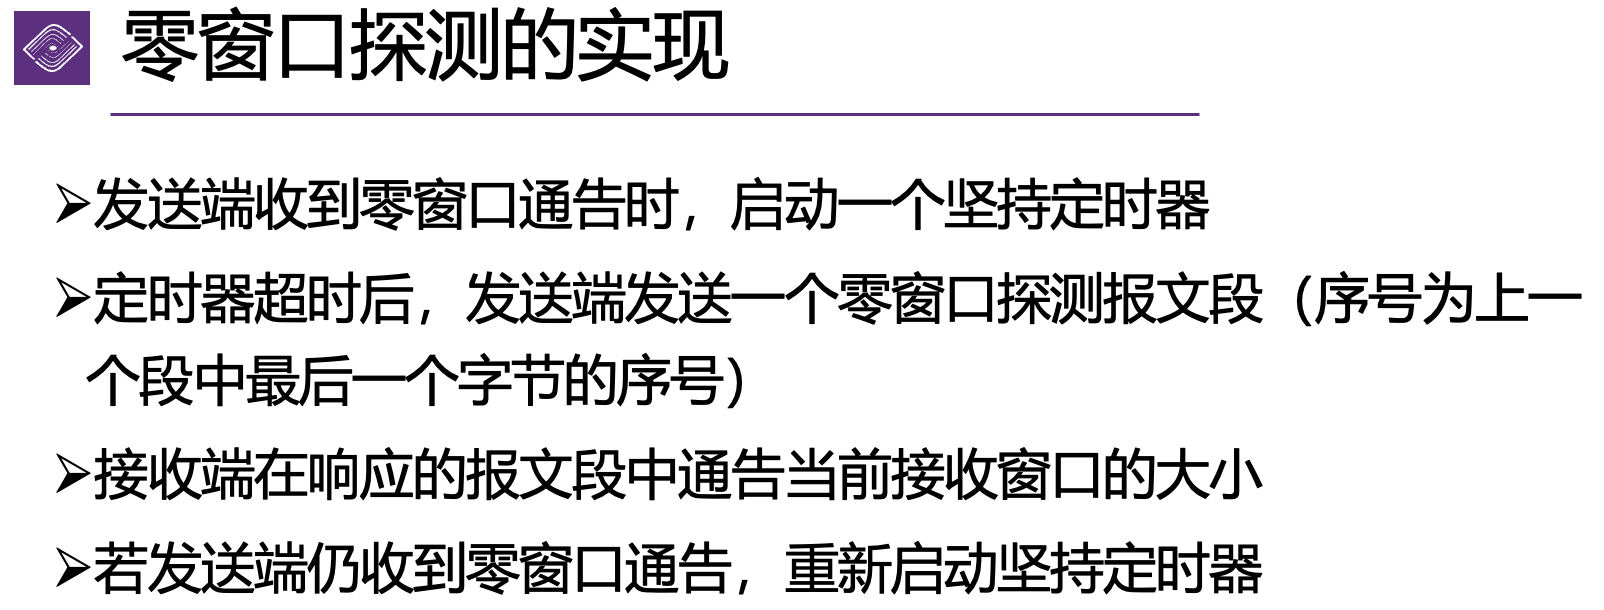 零窗口探测的实现
➢发送端收到零窗口通告时，启动一个坚持定时器
➢定时器超时后，发送端发送一个零窗口探测报文段（序号为上一
个段中最后一个字节的序号）
➢接收端在响应的报文段中通告当前接收窗口的大小
➢若发送端仍收到零窗口通告，重新启动坚持定时器